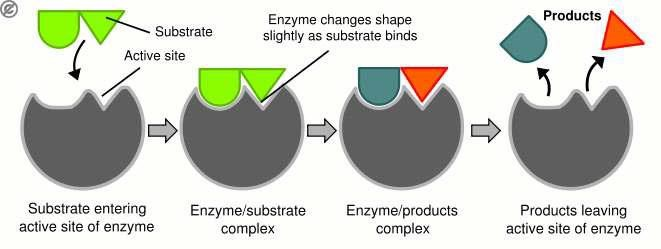 Substrate
Active site
Enzyme changes shape
slightly as substrate binds
Products
Substrate entering
active site of enzyme
Enzyme/substrate
complex
Enzyme/products
complex
Products leaving
active site of enzyme